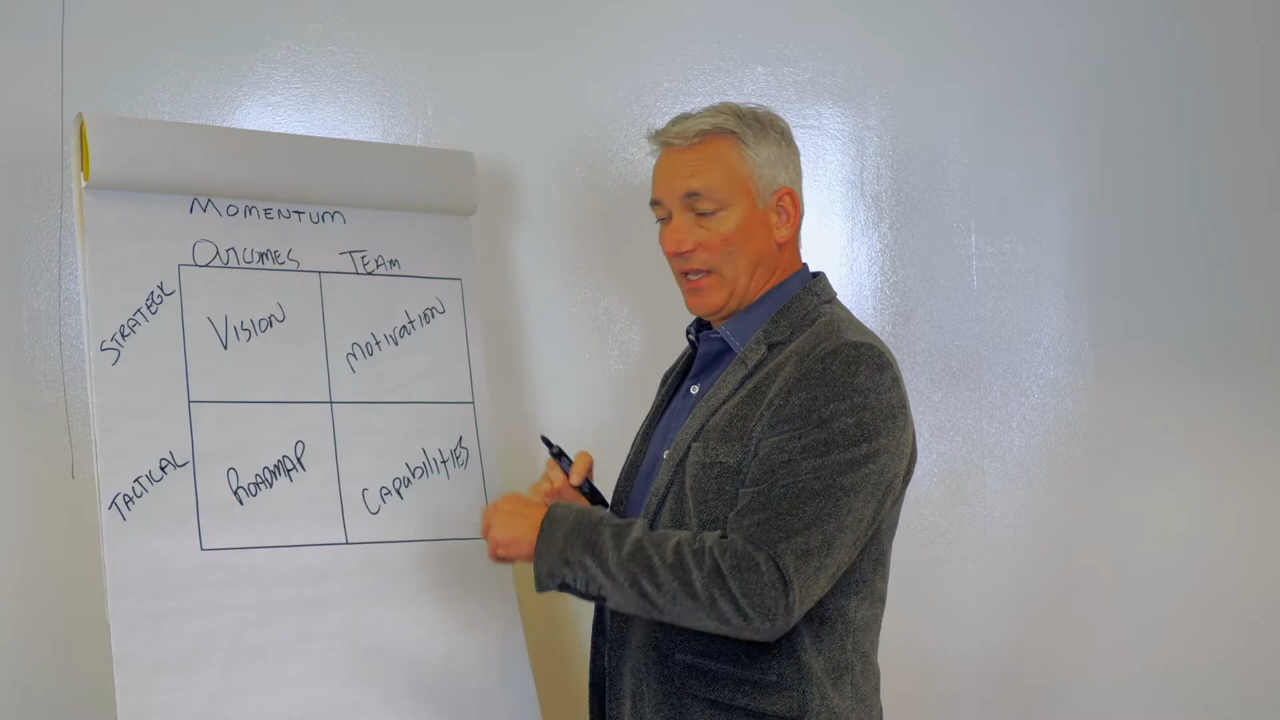 MOMENTUM
OUTCOMES TEAM
STRATEGIC
VISION
Motivation
TACTICAL
ROADMAP
Capabilities